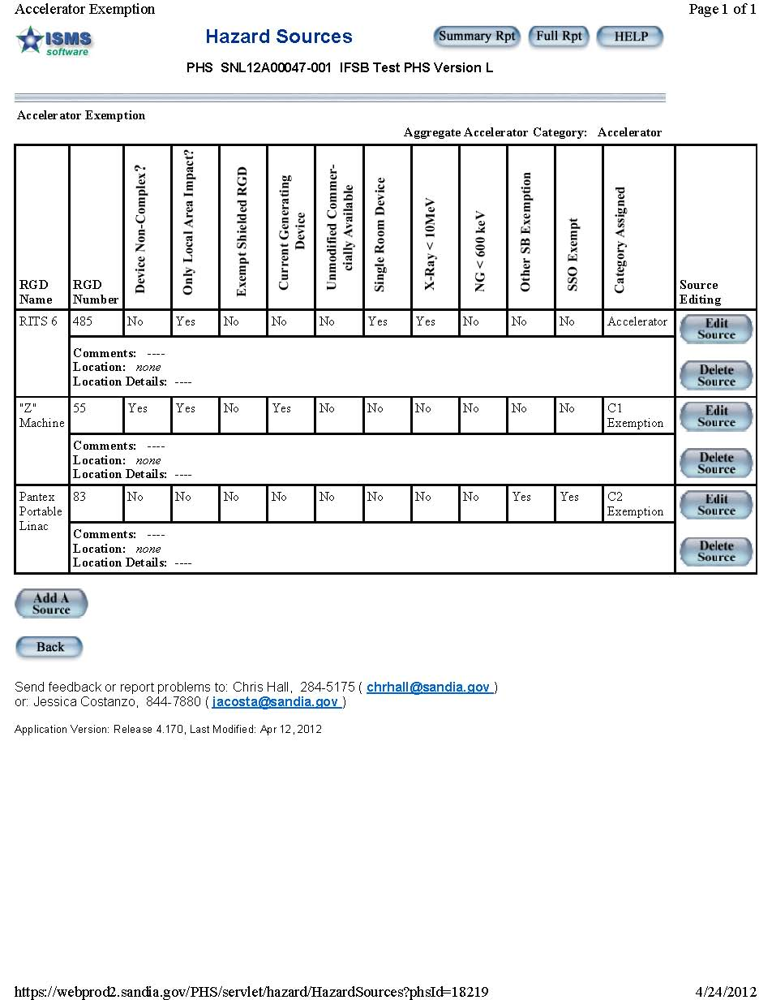 Accelerator Exemption Page 1 of 1
ISMS software
Hazard Sources
Summary Rpt Full Rpt HELP
PHS SNL12A00047-001 IFSB Test PHS Version L
Accelerator Exemption
Aggregate Accelerator Category: Accelerator
RGD Name
RGD Number
Device Non-Complex?
Only Local Area Impact?
Exempt Shielded RGD
Current Generating Device
Unmodified Commer-
cially Available
Single Room Device
X-Ray < 10MeV
NG < 600 keV
Other SB Exemption
SSO Exempt
Category Assigned
Source Editing
RITS 6 485 No Yes No No No Yes Yes No No No Accelerator
Edit Source
Comments: ----
Location: none
Location Details: ----
Delete Source
"Z" Machine 55 Yes Yes No Yes No No No No No No C1 Exemption
Edit Source
Comments: ----
Location: none
Location Details: ----
Delete Source
Pantex Portable Linac 83 No No No No No No No No Yes Yes C2 Exemption
Edit Source
Comments: ----
Location: none
Location Details: ----
Delete Source
Add A Source
Back
Send feedback or report problems to: Chris Hall, 284-5175 ( chrhall@sandia.gov )
or: Jessica Costanzo, 844-7880 ( jacosta@sandia.gov )
Application Version: Release 4.170, Last Modified: Apr 12, 2012
https://webprod2.sandia.gov/PHS/servlet/hazard/HazardSources?phsId=18219 4/24/2012